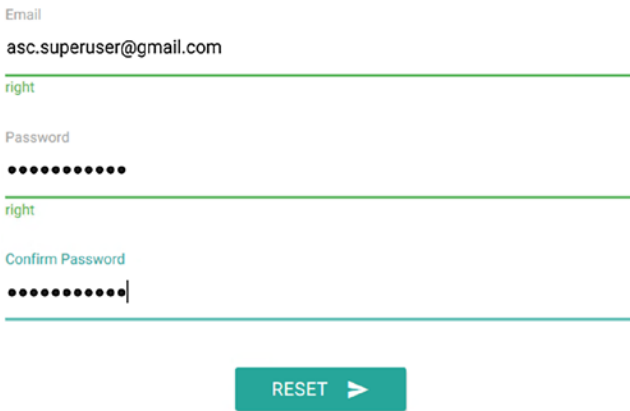 Email
asc.superuser@gmail.com
right
Password
•••••••••••
right
Confirm Password
•••••••••••
RESET